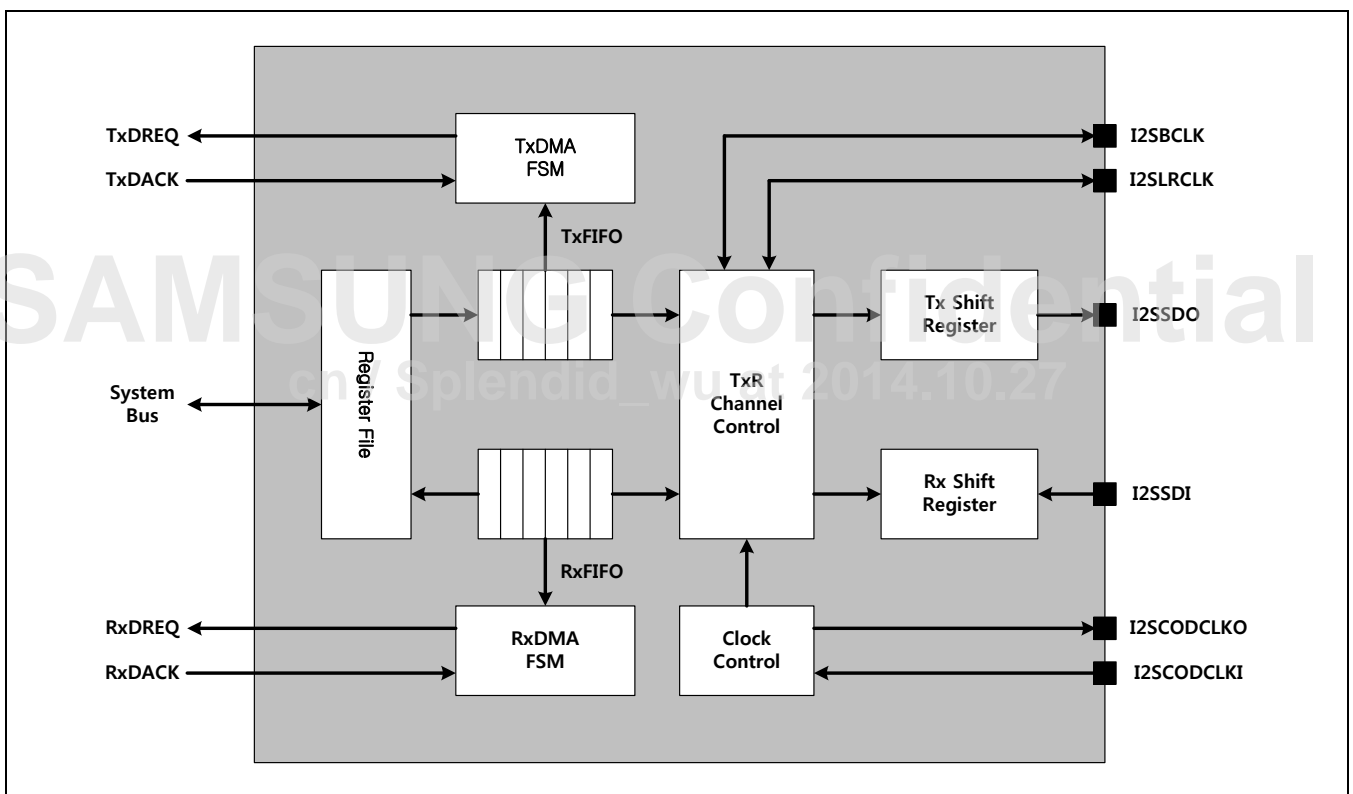 TxDREQ
TxDACK
TxDMA
FSM
I2SBCLK
I2SLRCLK
TxFIFO
SAMSUNG Confidential
cn / Splendid_wu at 2014.10.27
System
Bus
Register File
TxR
Channel
Control
Tx Shift
Register
I2SSDO
Rx Shift
Register
I2SSDI
RxFIFO
RxDREQ
RxDACK
RxDMA
FSM
Clock
Control
I2SCODCLKO
I2SCODCLKI